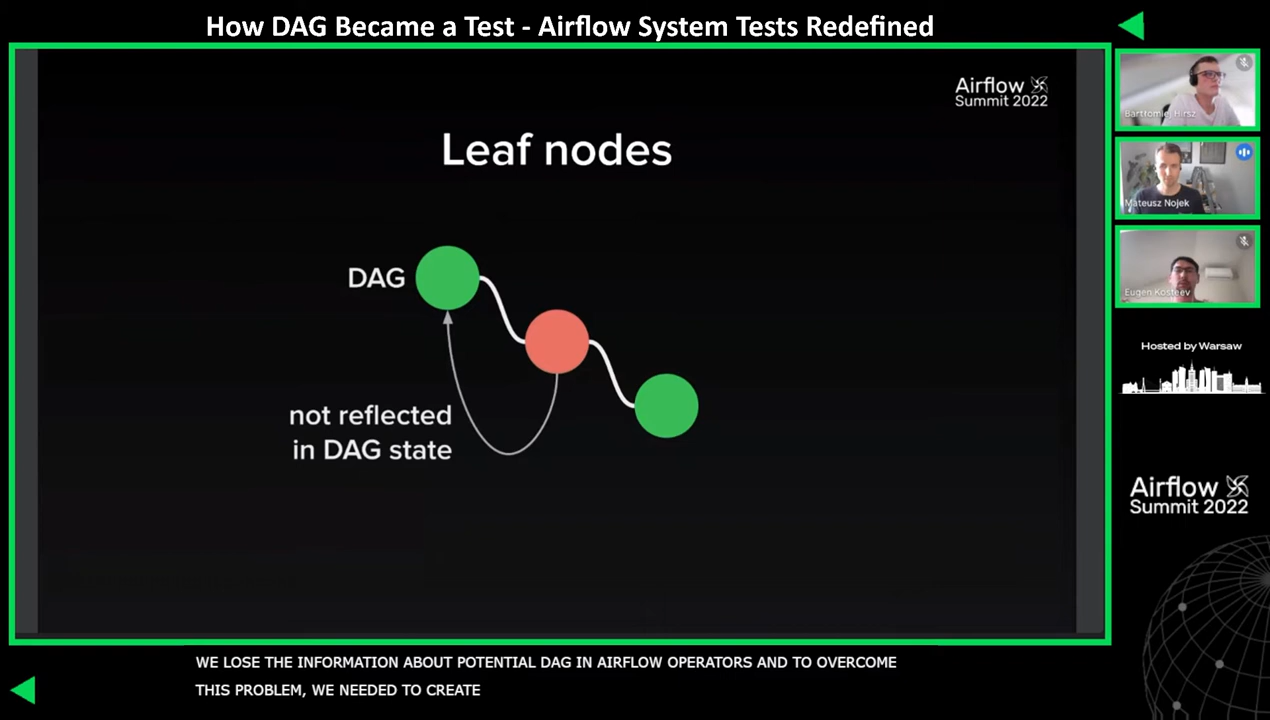 How DAG Became a Test - Airflow System Tests Redefined
Airflow
Summit 2022
Leaf nodes
DAG
not reflected
in DAG state
Bartłomiej Hirsz
Mateusz Nojek
Eugen Kosteev
Hosted by Warsaw
Airflow
Summit 2022
WE LOSE THE INFORMATION ABOUT POTENTIAL DAG IN AIRFLOW OPERATORS AND TO OVERCOME
THIS PROBLEM, WE NEEDED TO CREATE